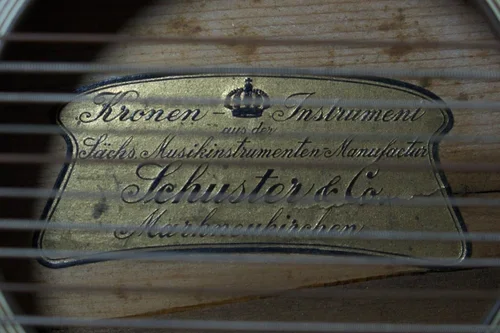 Kronen - Instrument
aus der
Sächs Musikinstrumenten-Manufactur
Schuster & Co
Markneukirchen